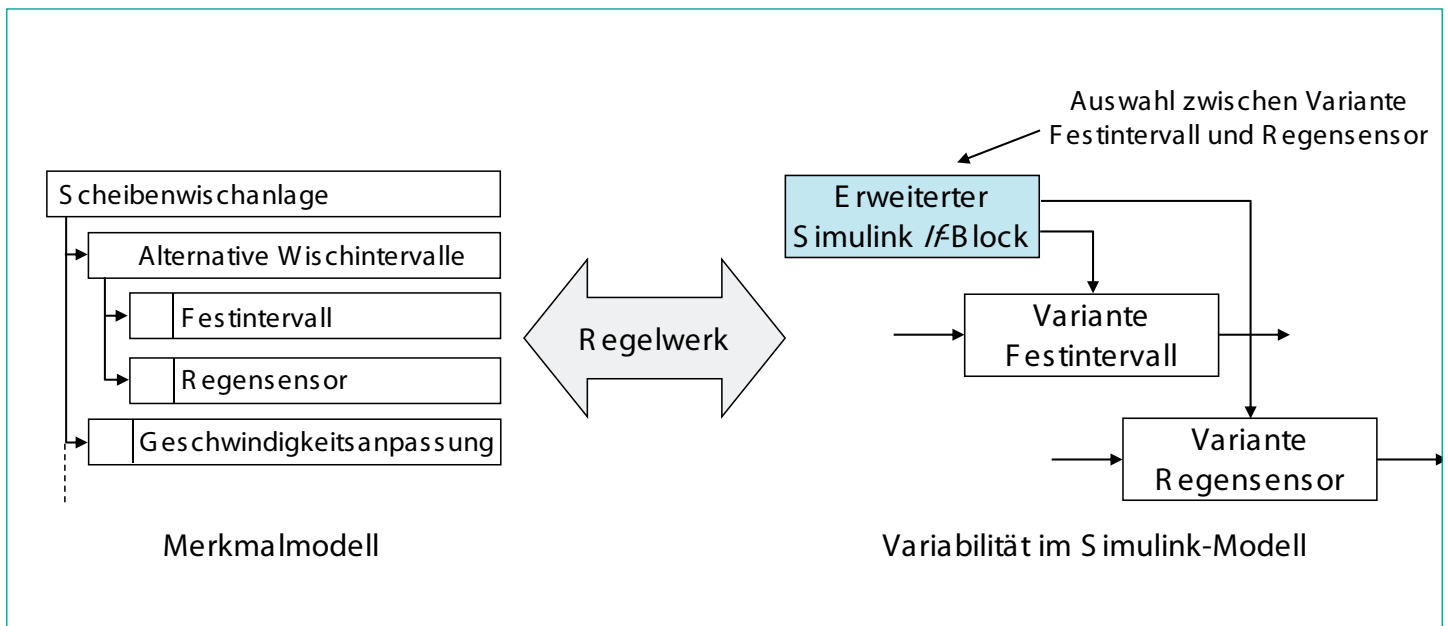 Scheibenwischanlage
Alternative Wischintervalle
Festintervall
Regensensor
Geschwindigkeitsanpassung
Merkmalmodell
Regelwerk
Auswahl zwischen Variante
Festintervall und Regensensor
Erweiterter
Simulink If-Block
Variante
Festintervall
Variante
Regensensor
Variabilität im Simulink-Modell